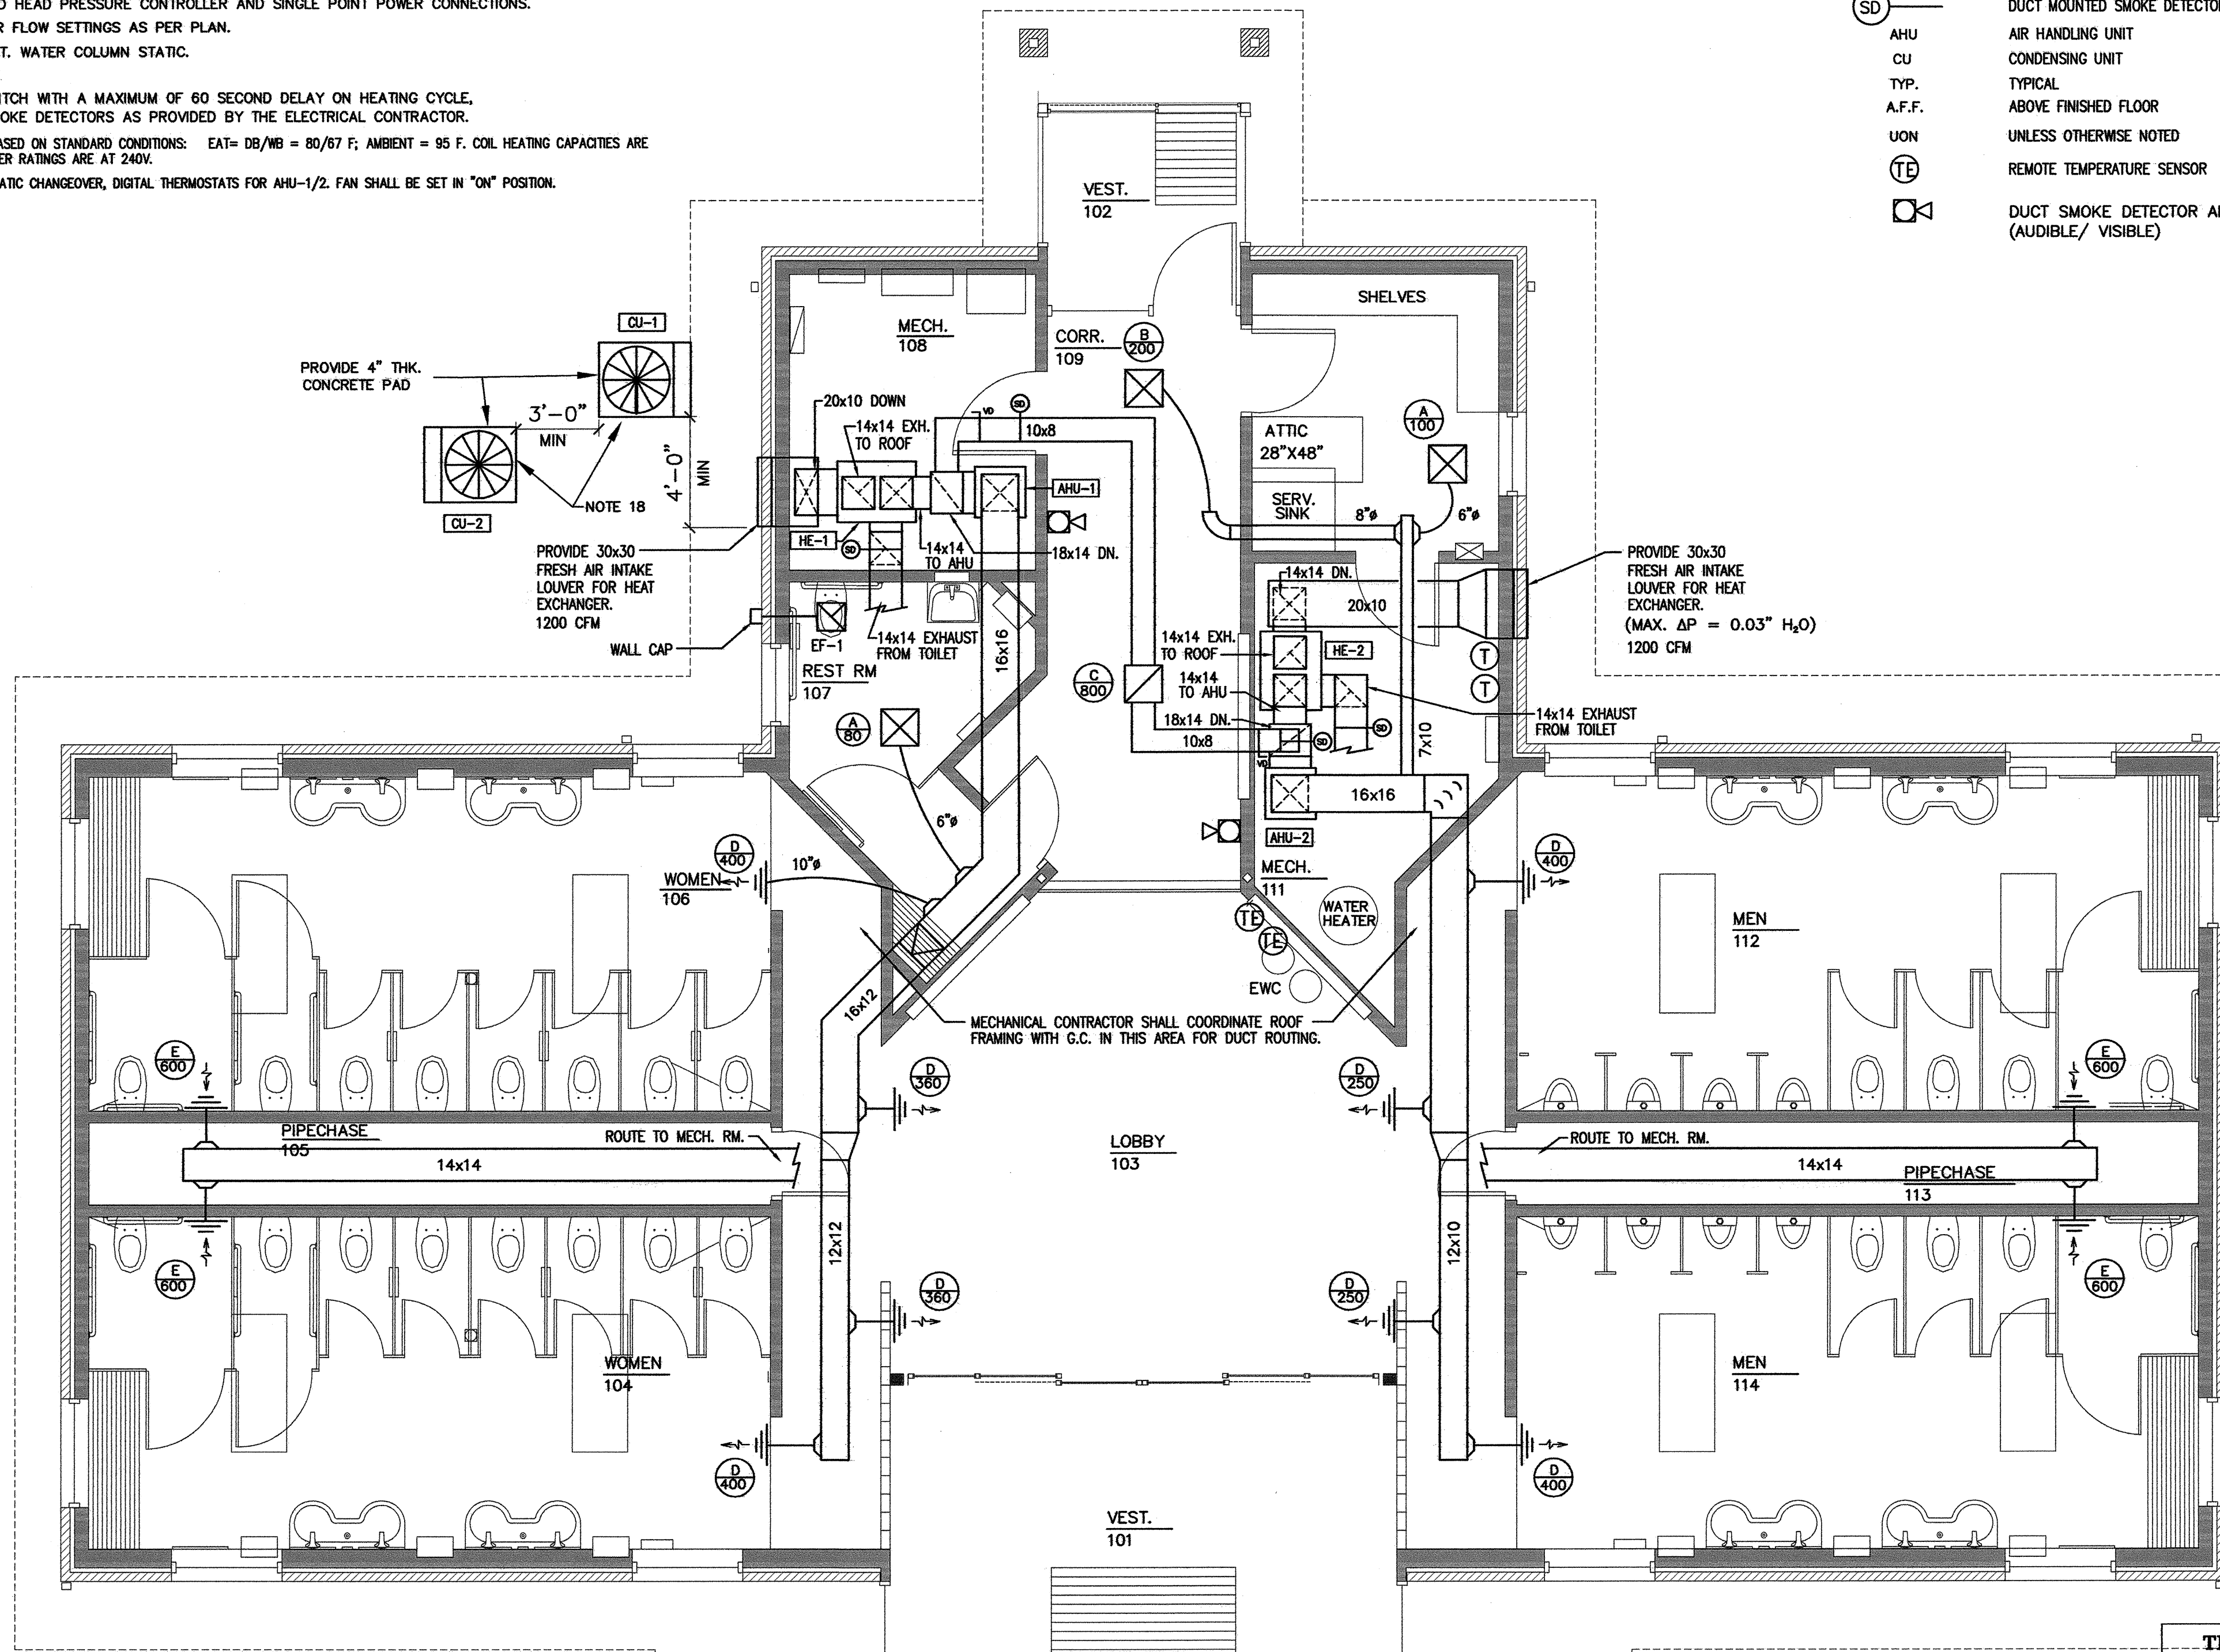 HEAD PRESSURE CONTROLLER AND SINGLE POINT POWER CONNECTIONS.
FLOW SETTINGS AS PER PLAN.
WATER COLUMN STATIC.
WITH A MAXIMUM OF 60 SECOND DELAY ON HEATING CYCLE,
DETECTORS AS PROVIDED BY THE ELECTRICAL CONTRACTOR.
ON STANDARD CONDITIONS: EAT= DB/WB = 80/67 F; AMBIENT = 95 F. COIL HEATING CAPACITIES ARE
RATINGS ARE AT 240V.
CHANGEOVER, DIGITAL THERMOSTATS FOR AHU-1/2. FAN SHALL BE SET IN "ON" POSITION.
SD DUCT MOUNTED SMOKE DETECTOR
AHU AIR HANDLING UNIT
CU CONDENSING UNIT
TYP. TYPICAL
A.F.F. ABOVE FINISHED FLOOR
UON UNLESS OTHERWISE NOTED
TE REMOTE TEMPERATURE SENSOR
DUCT SMOKE DETECTOR
(AUDIBLE/ VISIBLE)
VEST.
102
SHELVES
MECH.
108
CORR.
109
B
200
CU-1
PROVIDE 4" THK.
CONCRETE PAD
3'-0"
MIN
4'-0"
MIN
CU-2
NOTE 18
20x10 DOWN
14x14 EXH.
TO ROOF
VD
SD
10x8
A
100
ATTIC
28"X48"
SERV.
SINK
8"ø
6"ø
AHU-1
HE-1
SD
14x14
TO AHU
18x14 DN.
PROVIDE 30x30
FRESH AIR INTAKE
LOUVER FOR HEAT
EXCHANGER.
1200 CFM
WALL CAP
EF-1
14x14 EXHAUST
FROM TOILET
16x16
REST RM
107
A
80
6"ø
C
800
14x14 DN.
20x10
14x14 EXH.
TO ROOF
HE-2
14x14
TO AHU
18x14 DN.
10x8
VD
SD
SD
7x10
T
T
PROVIDE 30x30
FRESH AIR INTAKE
LOUVER FOR HEAT
EXCHANGER.
(MAX. ΔP = 0.03" H₂O)
1200 CFM
14x14 EXHAUST
FROM TOILET
16x16
AHU-2
MECH.
111
WATER
HEATER
TE
TE
EWC
D
400
10"ø
WOMEN
106
D
400
MEN
112
16x12
MECHANICAL CONTRACTOR SHALL COORDINATE ROOF
FRAMING WITH G.C. IN THIS AREA FOR DUCT ROUTING.
E
600
D
360
D
250
E
600
PIPECHASE
105
ROUTE TO MECH. RM.
14x14
LOBBY
103
ROUTE TO MECH. RM.
14x14
PIPECHASE
113
12x12
12x10
E
600
D
360
D
250
E
600
WOMEN
104
MEN
114
D
400
D
400
VEST.
101